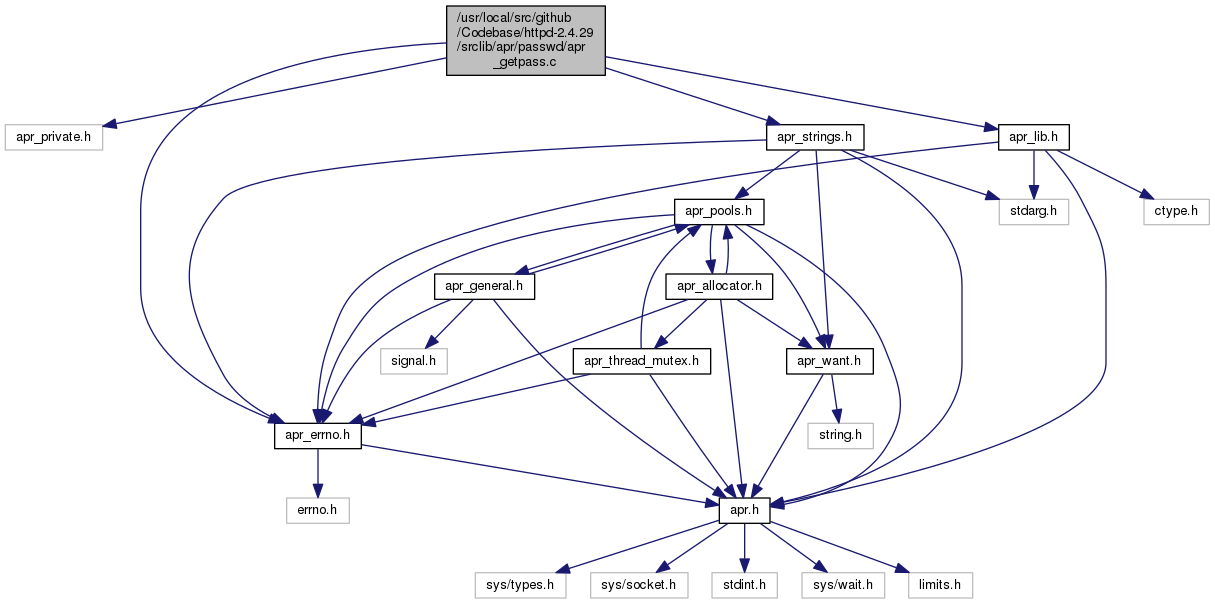 /usr/local/src/github
/Codebase/httpd-2.4.29
/srclib/apr/passwd/apr
_getpass.c
apr_private.h
apr_strings.h
apr_lib.h
apr_pools.h
stdarg.h
ctype.h
apr_general.h
apr_allocator.h
signal.h
apr_thread_mutex.h
apr_want.h
apr_errno.h
string.h
errno.h
apr.h
sys/types.h
sys/socket.h
stdint.h
sys/wait.h
limits.h